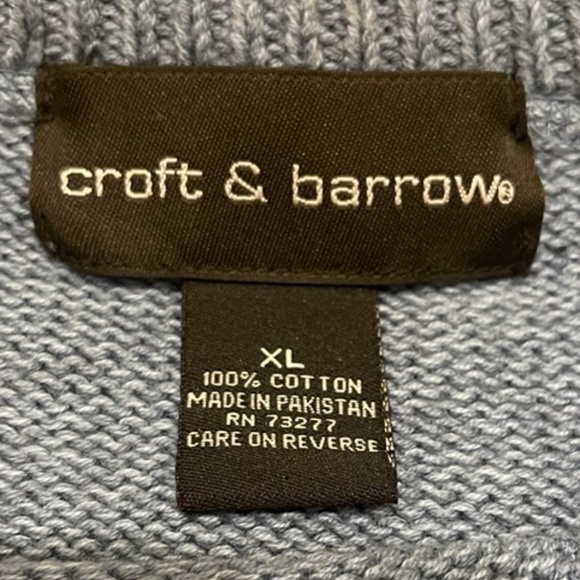 croft & barrow®
XL
100% COTTON
MADE IN PAKISTAN
RN 73277
CARE ON REVERSE